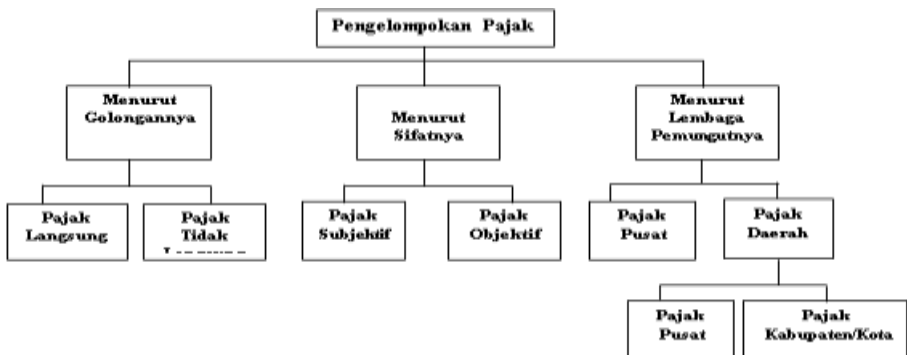 Pengelompokan Pajak
Menurut
Golongannya
Menurut
Sifatnya
Menurut
Lembaga
Pemungutnya
Pajak
Langsung
Pajak
Tidak
Pajak
Subjektif
Pajak
Objektif
Pajak
Pusat
Pajak
Daerah
Pajak
Pusat
Pajak
Kabupaten/Kota